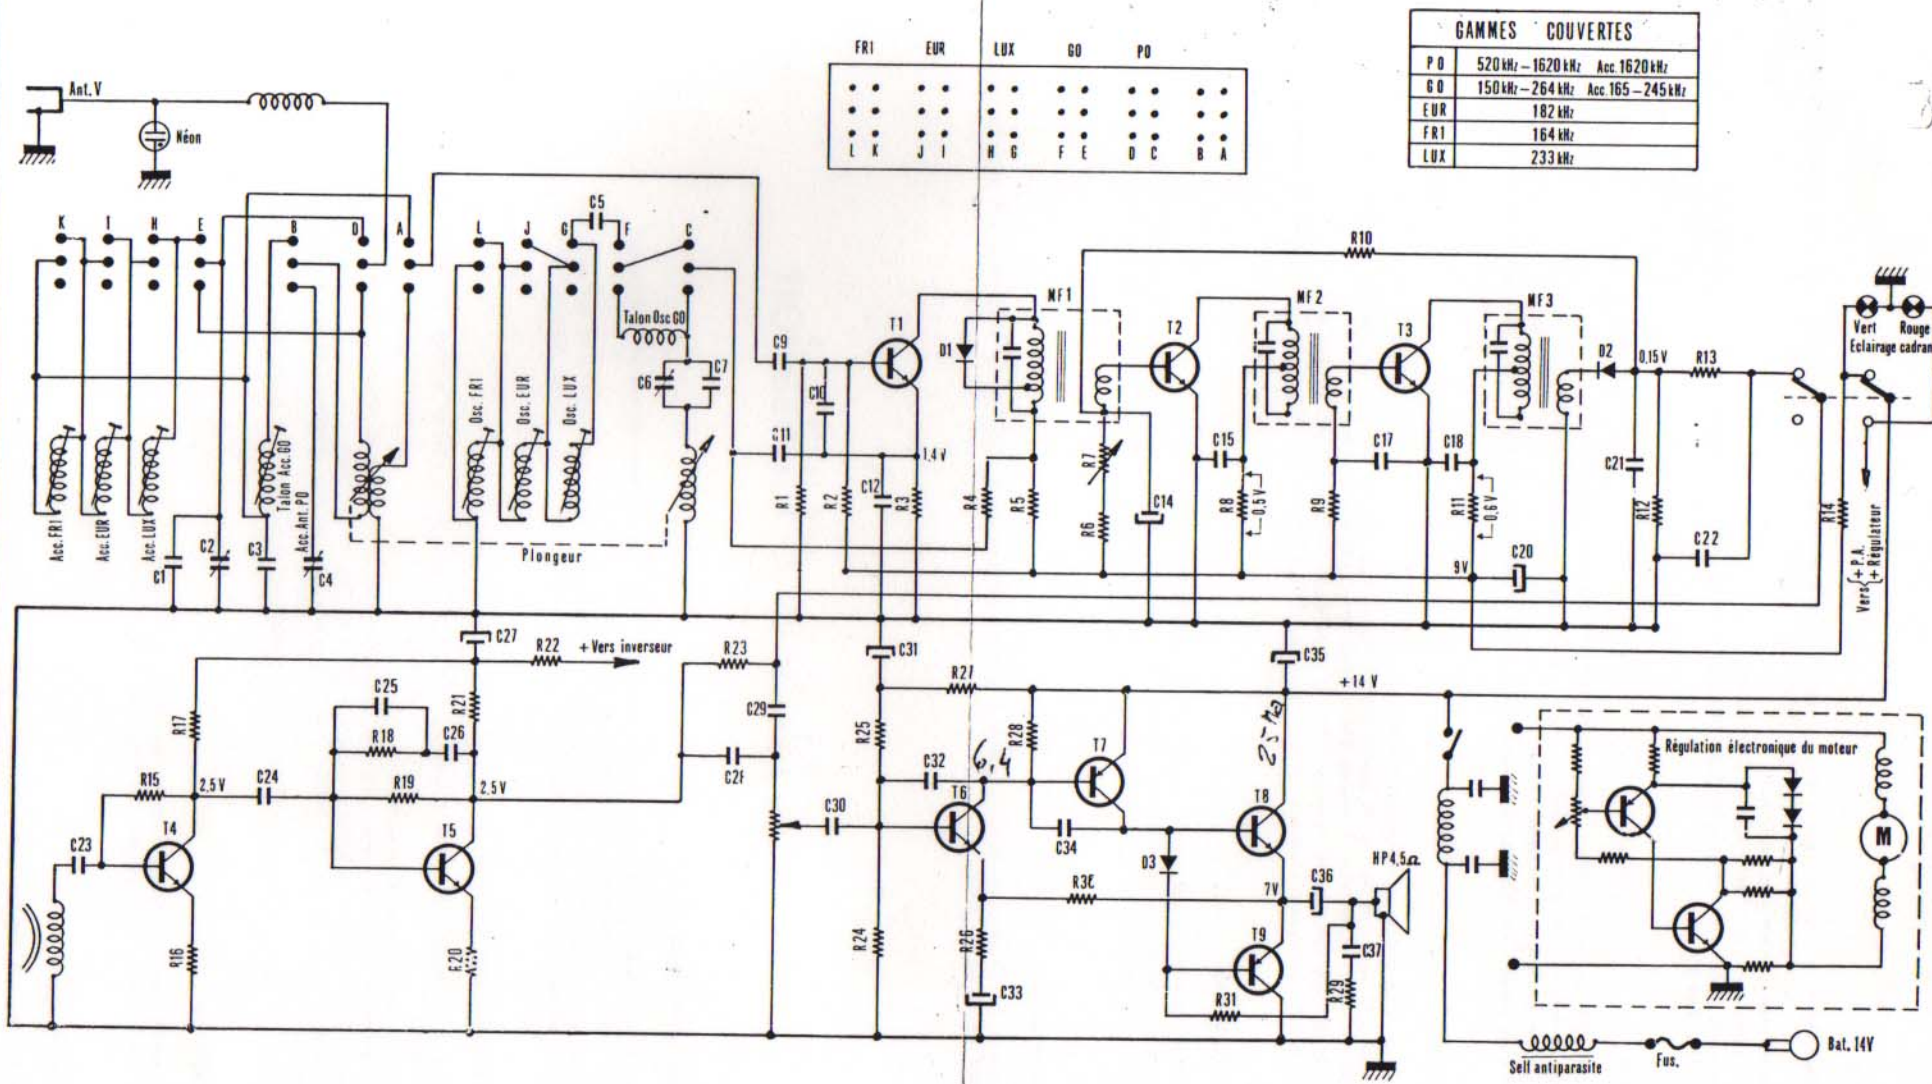 GAMMES COUVERTES
PO 520 kHz – 1620 kHz Acc. 1620 kHz
GO 150 kHz – 264 kHz Acc. 165 – 245 kHz
EUR 182 kHz
FR1 164 kHz
LUX 233 kHz
FR1 EUR LUX GO PO
L K J I H G F E D C B A
Ant. V
Néon
K I H E B D A L J G F C
C5
Talon Osc GO
C6 C7
Osc. FR1
Osc. EUR
Osc. LUX
Acc. FR1
Acc. EUR
Acc. LUX
Talon Acc. GO
Acc. Ant. PO
C1 C2 C3 C4
Plongeur
C9 C10 C11 C12
T1
1,4 V
D1
MF1
R1 R2 R3 R4 R5
R7
R6
C14
T2
C15
R8
0,5 V
MF2
R9
R10
T3
C17 C18
R11
0,6 V
MF3
D2
0,15 V
R13
C21
R12
C22
C20
9V
R14
Vert Rouge
Eclairage cadran
Vers + P.A.
+ Régulateur
C27
R22
+ Vers inverseur
R23
C31
R27
C35
+14 V
R17
C25
R18
C26
R21
C29
R25
R28
R15
2,5 V
C24
R19
2,5 V
C32
6,4
T7
25 ma
C23
T4
T5
C30
T6
C34
T8
D3
R16
R20
R24
R26
7V
C36
HP 4,5 Ω
C33
T9
C37
R31
R29
Régulation électronique du moteur
M
Self antiparasite
Fus.
Bat. 14V